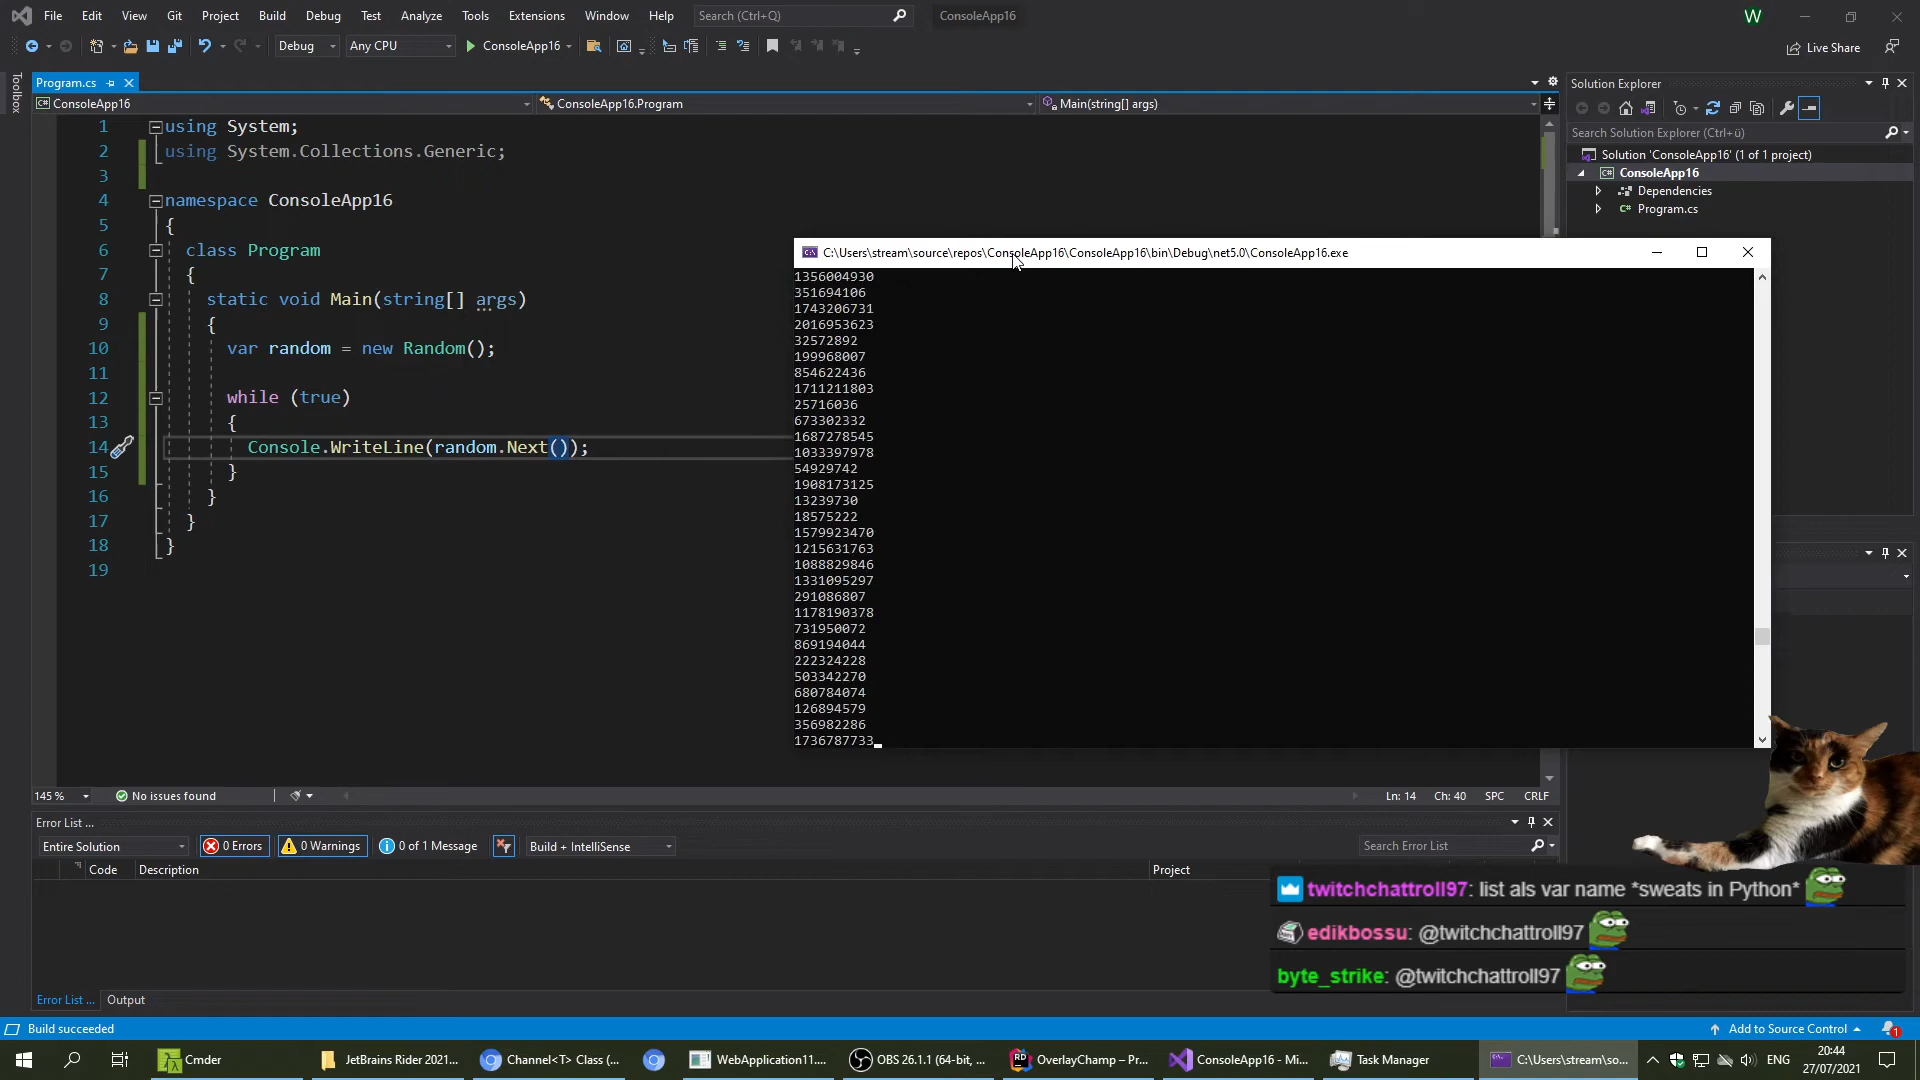 File Edit View Git Project Build Debug Test Analyze Tools Extensions Window Help Search (Ctrl+Q) ConsoleApp16 W
Debug Any CPU ConsoleApp16 Live Share
Toolbox
Program.cs
ConsoleApp16 ConsoleApp16.Program Main(string[] args)
1 using System;
2 using System.Collections.Generic;
3
4 namespace ConsoleApp16
5 {
6 class Program
7 {
8 static void Main(string[] args)
9 {
10 var random = new Random();
11
12 while (true)
13 {
14 Console.WriteLine(random.Next());
15 }
16 }
17 }
18 }
19
C:\Users\stream\source\repos\ConsoleApp16\ConsoleApp16\bin\Debug\net5.0\ConsoleApp16.exe
1356004930
351694106
1743206731
2016953623
32572892
199968007
854622436
1711211803
25716036
673302332
1687278545
1033397978
54929742
1908173125
13239730
18575222
1579923470
1215631763
1088829846
1331095297
291086807
1178190378
731950072
869194044
222324228
503342270
680784074
126894579
356982286
1736787733
Solution Explorer
Search Solution Explorer (Ctrl+ü)
Solution 'ConsoleApp16' (1 of 1 project)
ConsoleApp16
Dependencies
Program.cs
145 % No issues found Ln: 14 Ch: 40 SPC CRLF
Error List ...
Entire Solution 0 Errors 0 Warnings 0 of 1 Message Build + IntelliSense Search Error List
Code Description Project
twitchchattroll97: list als var name *sweats in Python*
edikbossu: @twitchchattroll97
byte_strike: @twitchchattroll97
Error List ... Output
Build succeeded Add to Source Control 1
Cmder JetBrains Rider 2021... Channel<T> Class (... WebApplication11.... OBS 26.1.1 (64-bit, ... OverlayChamp – Pr... ConsoleApp16 - Mi... Task Manager C:\Users\stream\so... ENG 20:44
27/07/2021